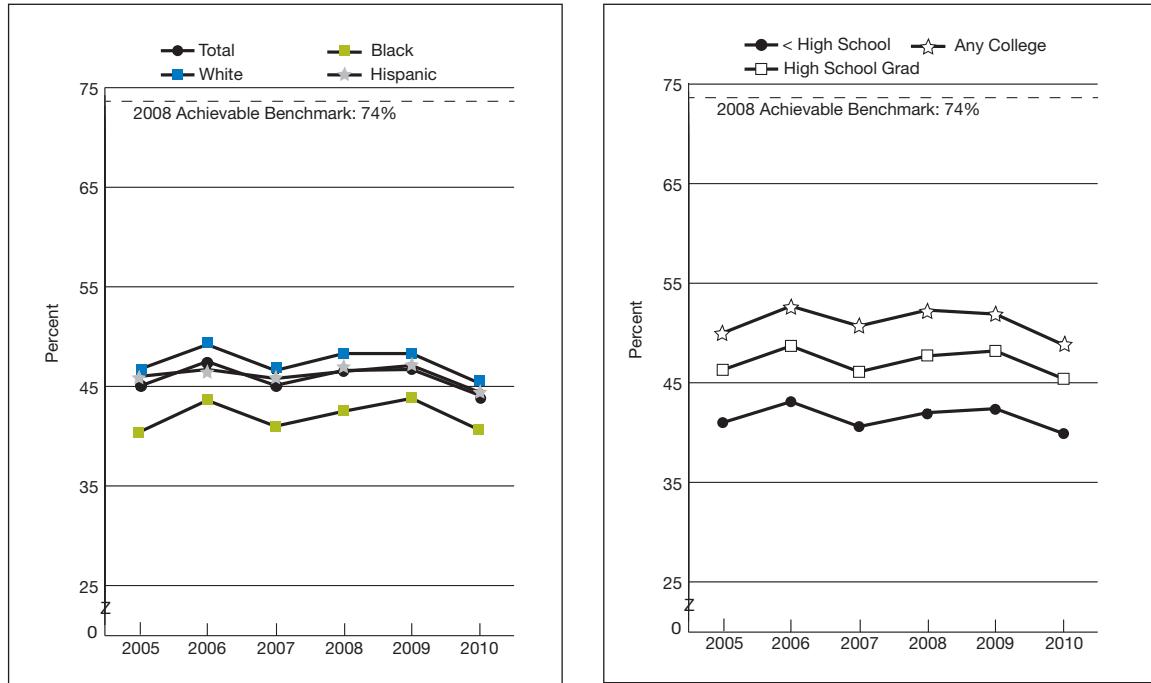 Total
Black
White
Hispanic
75
2008 Achievable Benchmark: 74%
65
55
45
35
25
Z
0
Percent
2005 2006 2007 2008 2009 2010
< High School
Any College
High School Grad
75
2008 Achievable Benchmark: 74%
65
55
45
35
25
Z
0
Percent
2005 2006 2007 2008 2009 2010